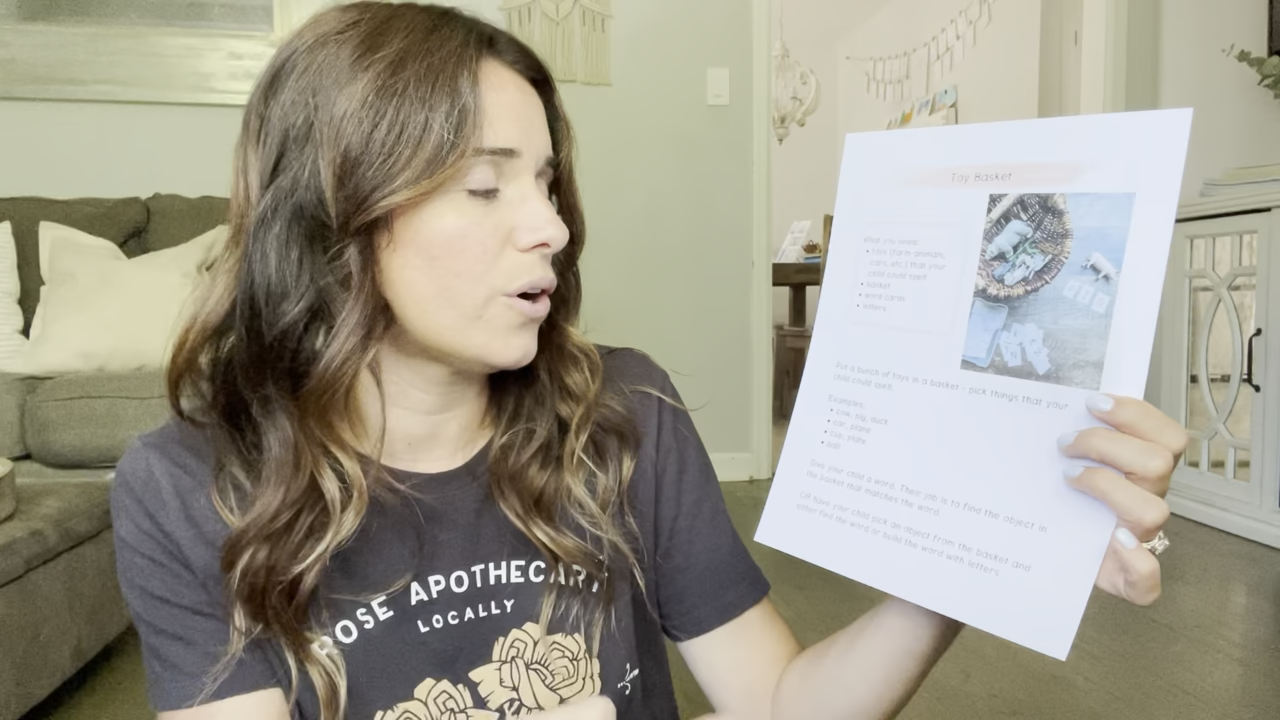 Toy Basket
What you need:
• toys (farm animals,
cars, etc.) that your
child could spell
• basket
• word cards
• letters
Put a bunch of toys in a basket - pick things that your
child could spell.
Examples:
• cow, pig, duck
• car, plane
• cup, plate
• ball
Give your child a word. Their job is to find the object in
the basket that matches the word.
OR have your child pick an object from the basket and
either find the word or build the word with letters.
ROSE APOTHECARY
LOCALLY